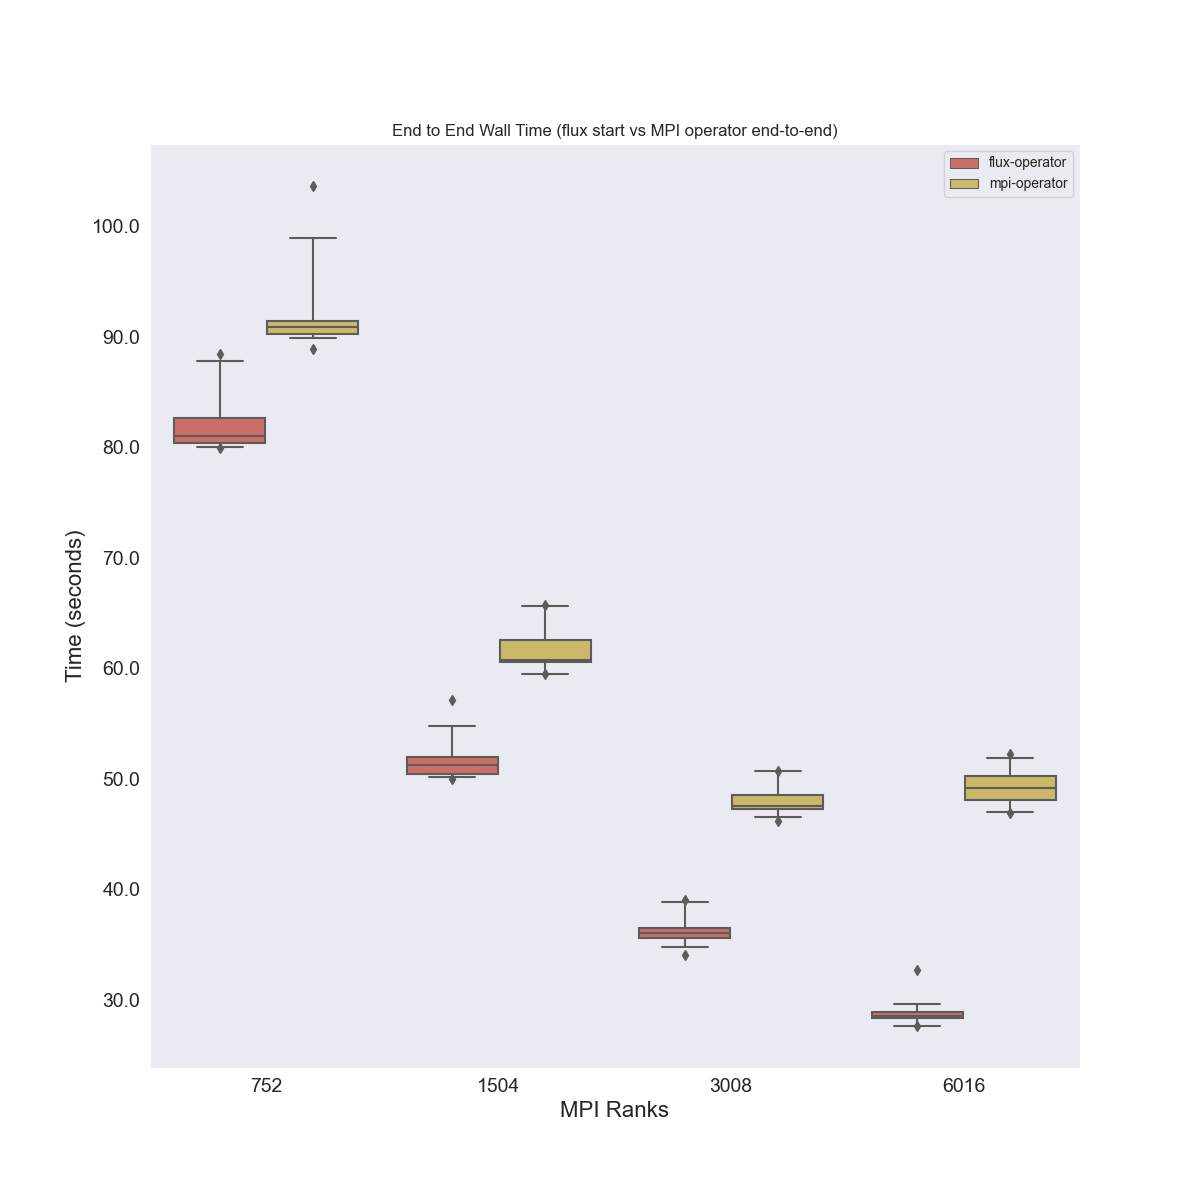 End to End Wall Time (flux start vs MPI operator end-to-end)
flux-operator
mpi-operator
100.0
90.0
80.0
70.0
60.0
50.0
40.0
30.0
Time (seconds)
752 1504 3008 6016
MPI Ranks